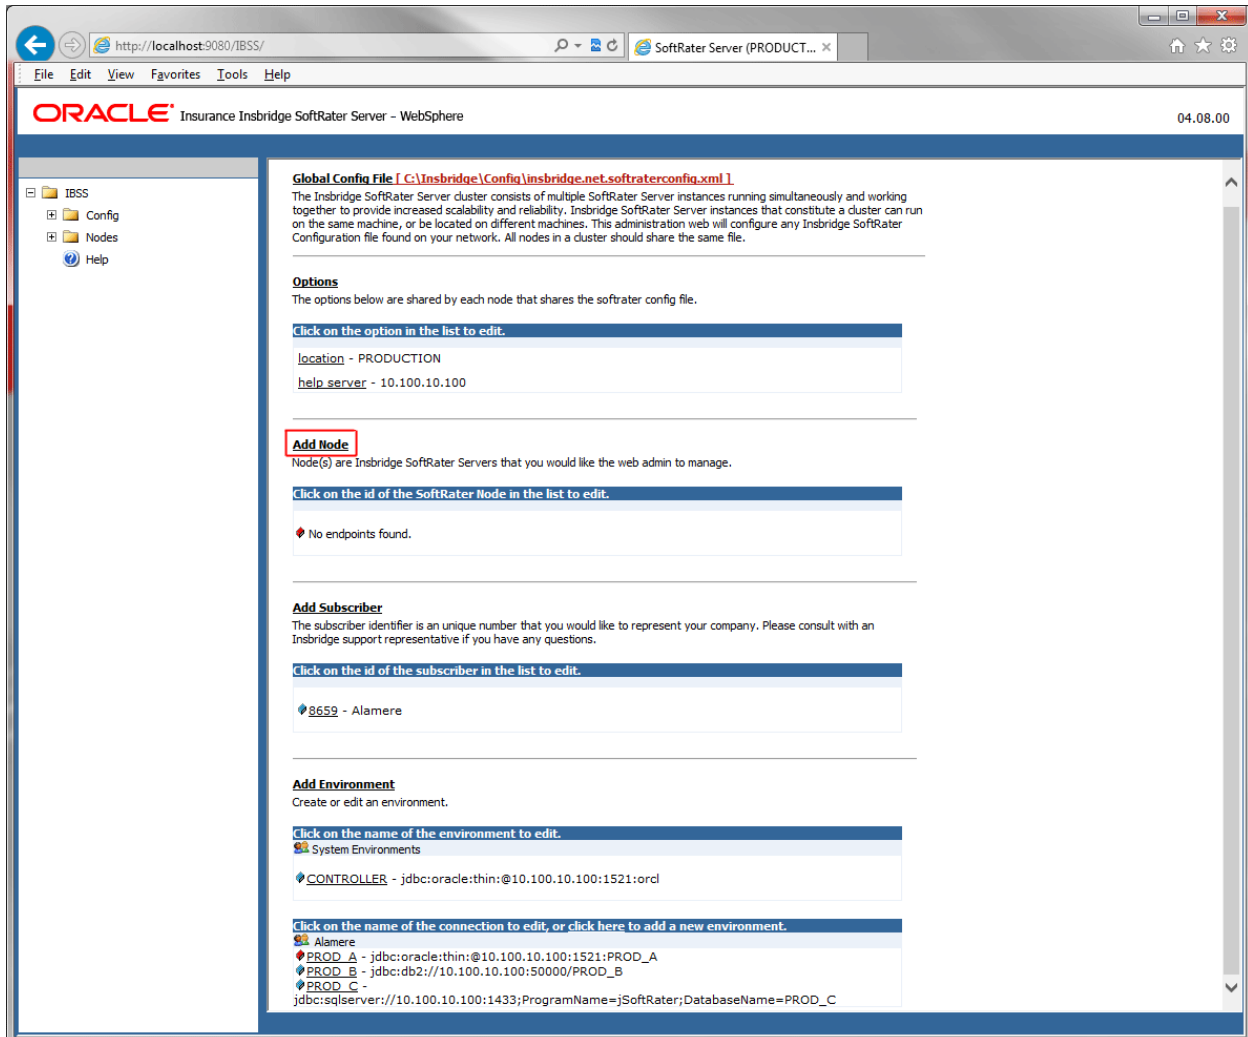 http://localhost:9080/IBSS/
SoftRater Server (PRODUCT...
File Edit View Favorites Tools Help
ORACLE Insurance Insbridge SoftRater Server – WebSphere
04.08.00
IBSS
Config
Nodes
Help
Global Config File [ C:\Insbridge\Config\insbridge.net.softraterconfig.xml ]
The Insbridge SoftRater Server cluster consists of multiple SoftRater Server instances running simultaneously and working
together to provide increased scalability and reliability. Insbridge SoftRater Server instances that constitute a cluster can run
on the same machine, or be located on different machines. This administration web will configure any Insbridge SoftRater
Configuration file found on your network. All nodes in a cluster should share the same file.
Options
The options below are shared by each node that shares the softrater config file.
Click on the option in the list to edit.
location - PRODUCTION
help server - 10.100.10.100
Add Node
Node(s) are Insbridge SoftRater Servers that you would like the web admin to manage.
Click on the id of the SoftRater Node in the list to edit.
No endpoints found.
Add Subscriber
The subscriber identifier is an unique number that you would like to represent your company. Please consult with an
Insbridge support representative if you have any questions.
Click on the id of the subscriber in the list to edit.
8659 - Alamere
Add Environment
Create or edit an environment.
Click on the name of the environment to edit.
System Environments
CONTROLLER - jdbc:oracle:thin:@10.100.10.100:1521:orcl
Click on the name of the connection to edit, or click here to add a new environment.
Alamere
PROD_A - jdbc:oracle:thin:@10.100.10.100:1521:PROD_A
PROD_B - jdbc:db2://10.100.10.100:50000/PROD_B
PROD_C -
jdbc:sqlserver://10.100.10.100:1433;ProgramName=jSoftRater;DatabaseName=PROD_C